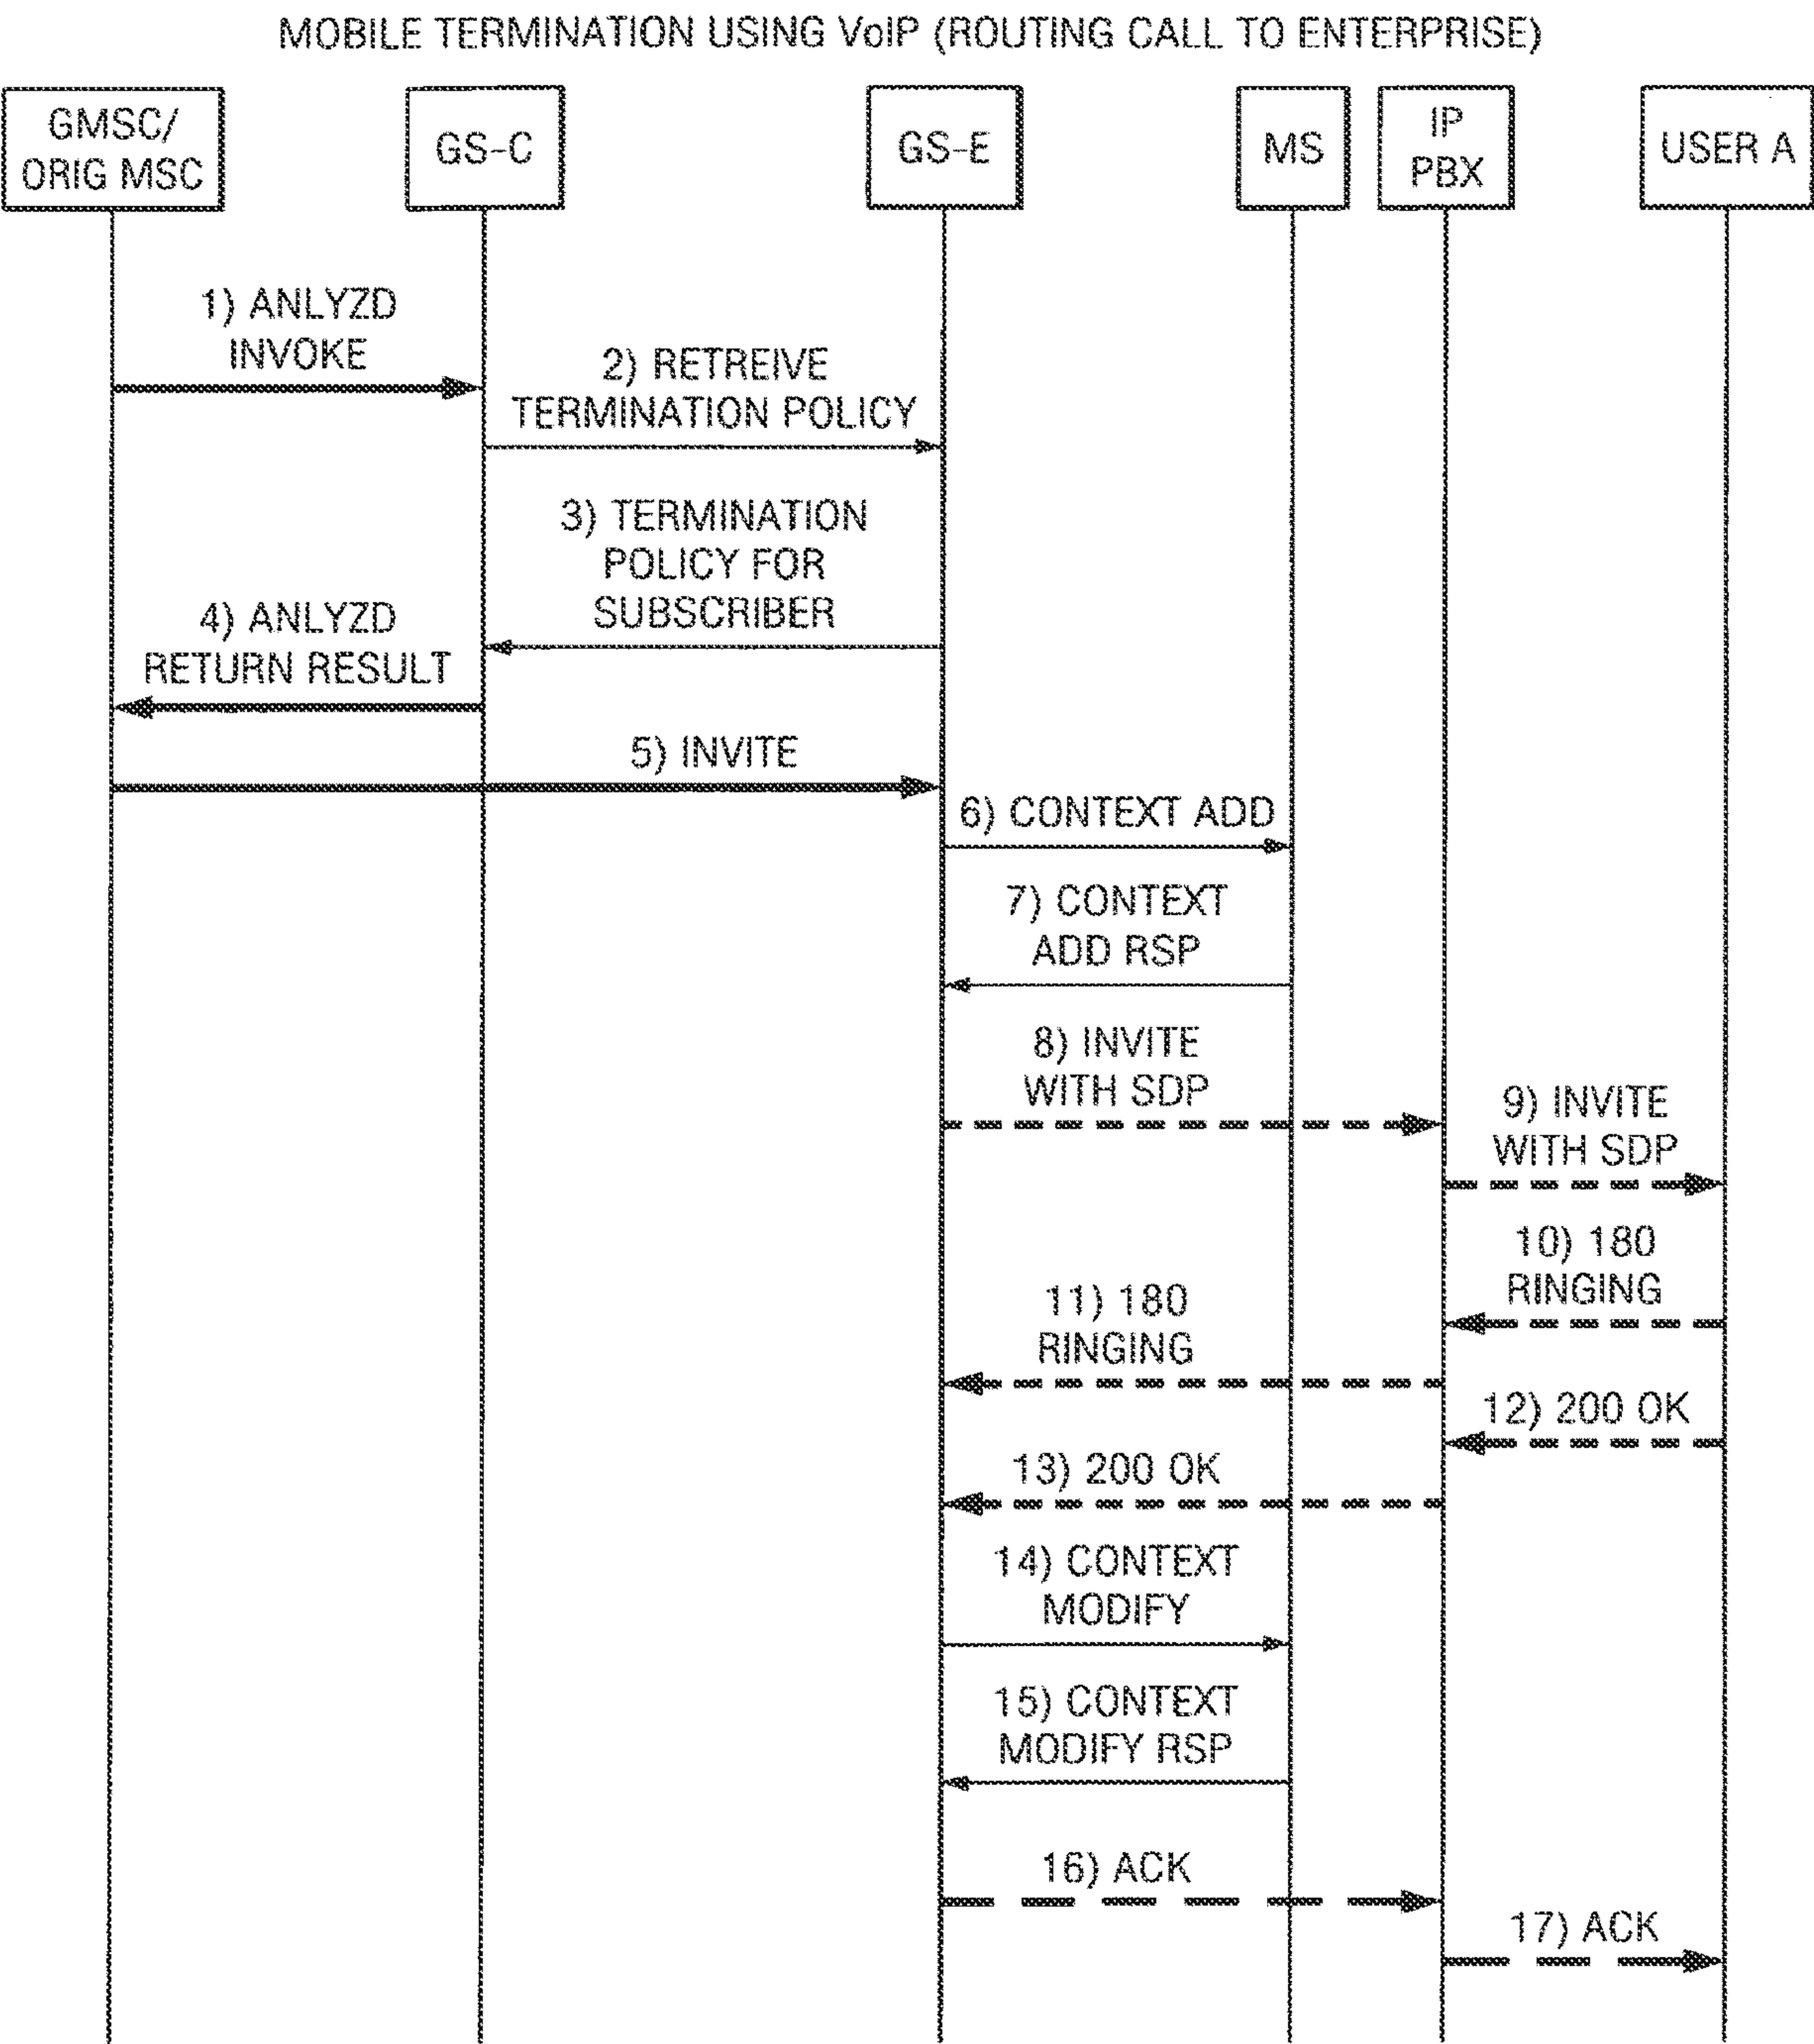 MOBILE TERMINATION USING VoIP (ROUTING CALL TO ENTERPRISE)
GMSC/
ORIG MSC
GS-C
GS-E
MS
IP
PBX
USER A
1) ANLYZD
INVOKE
2) RETREIVE
TERMINATION POLICY
3) TERMINATION
POLICY FOR
SUBSCRIBER
4) ANLYZD
RETURN RESULT
5) INVITE
6) CONTEXT ADD
7) CONTEXT
ADD RSP
8) INVITE
WITH SDP
9) INVITE
WITH SDP
10) 180
RINGING
11) 180
RINGING
12) 200 OK
13) 200 OK
14) CONTEXT
MODIFY
15) CONTEXT
MODIFY RSP
16) ACK
17) ACK